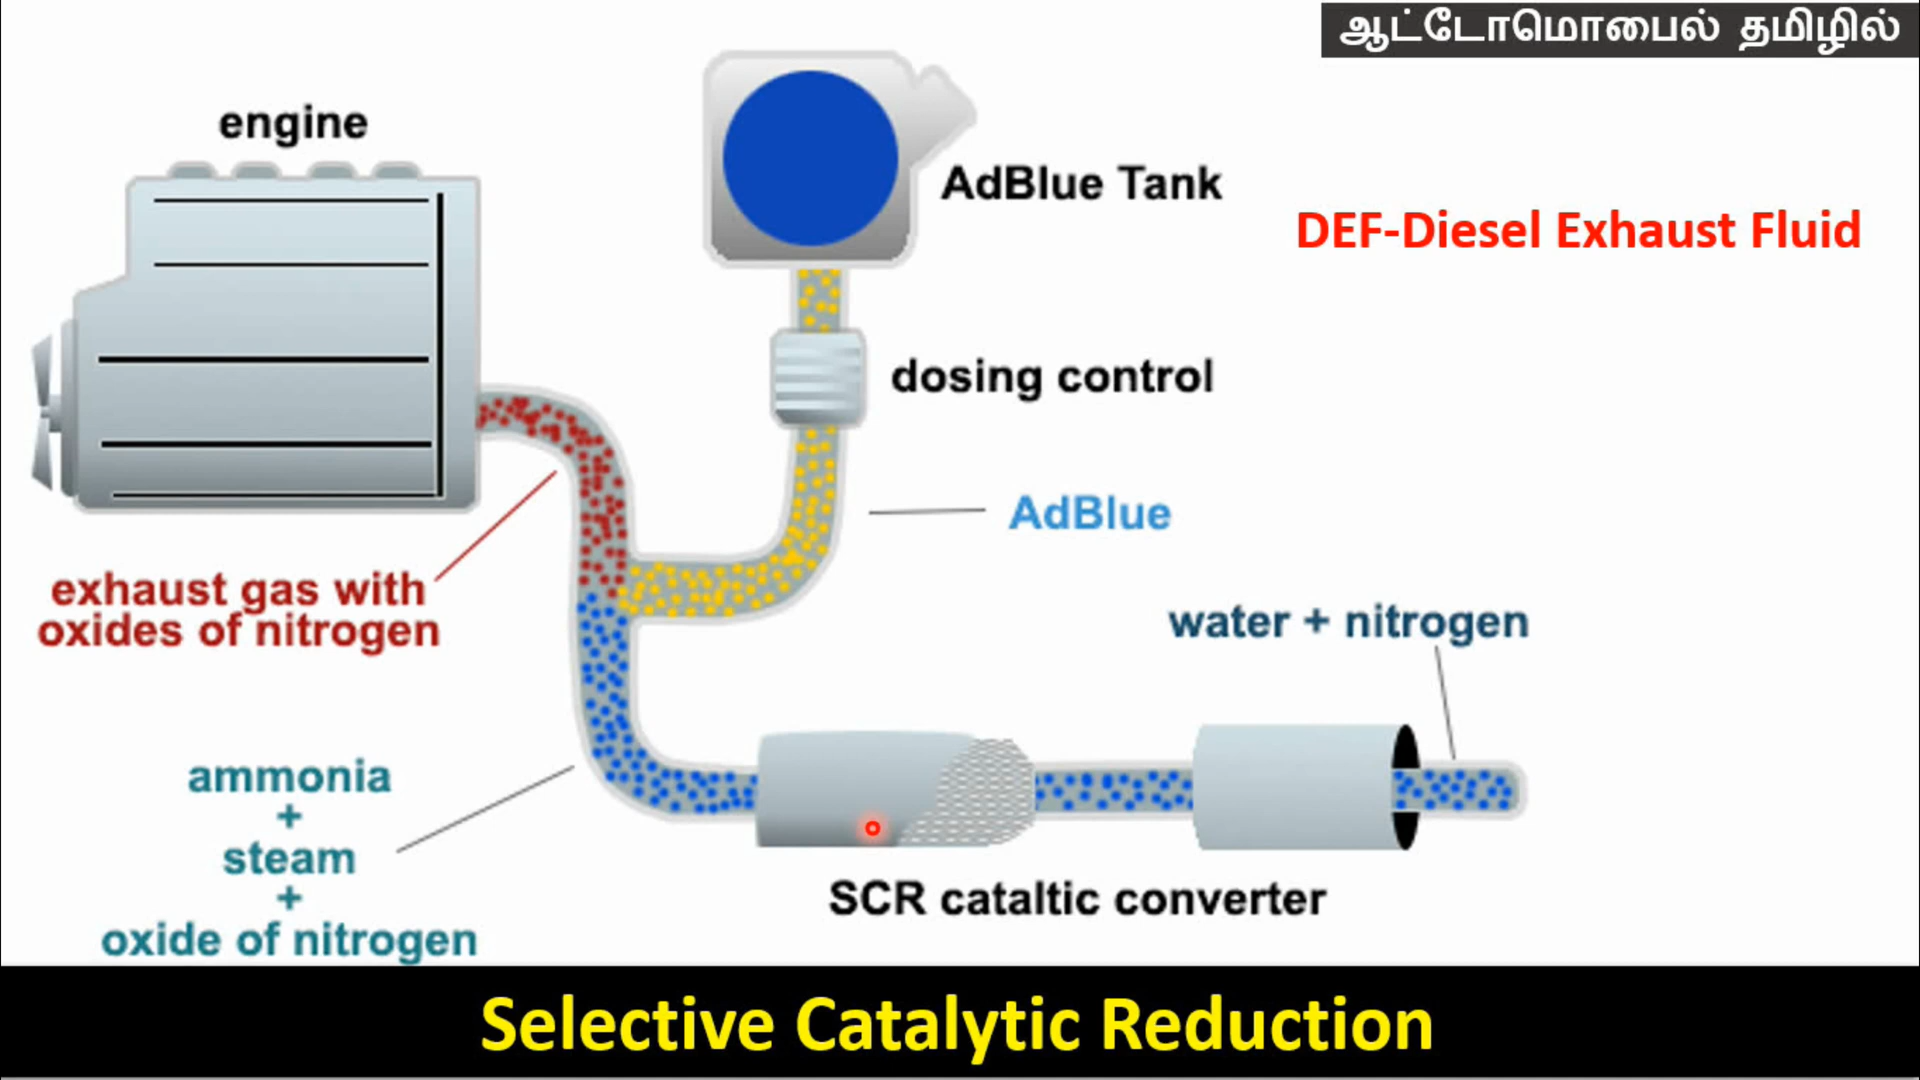 ஆட்டோமொபைல் தமிழில்
engine
AdBlue Tank
DEF-Diesel Exhaust Fluid
dosing control
AdBlue
exhaust gas with
oxides of nitrogen
water + nitrogen
ammonia
+
steam
+
oxide of nitrogen
SCR cataltic converter
Selective Catalytic Reduction